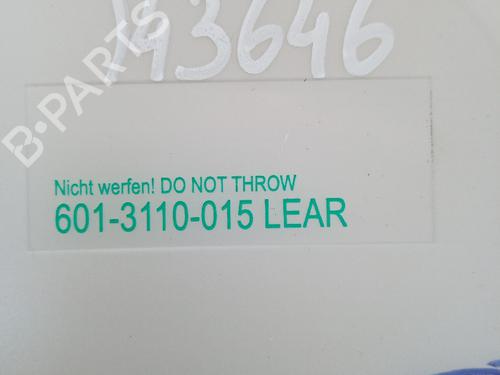 143646
B-PARTS
Nicht werfen! DO NOT THROW
601-3110-015 LEAR